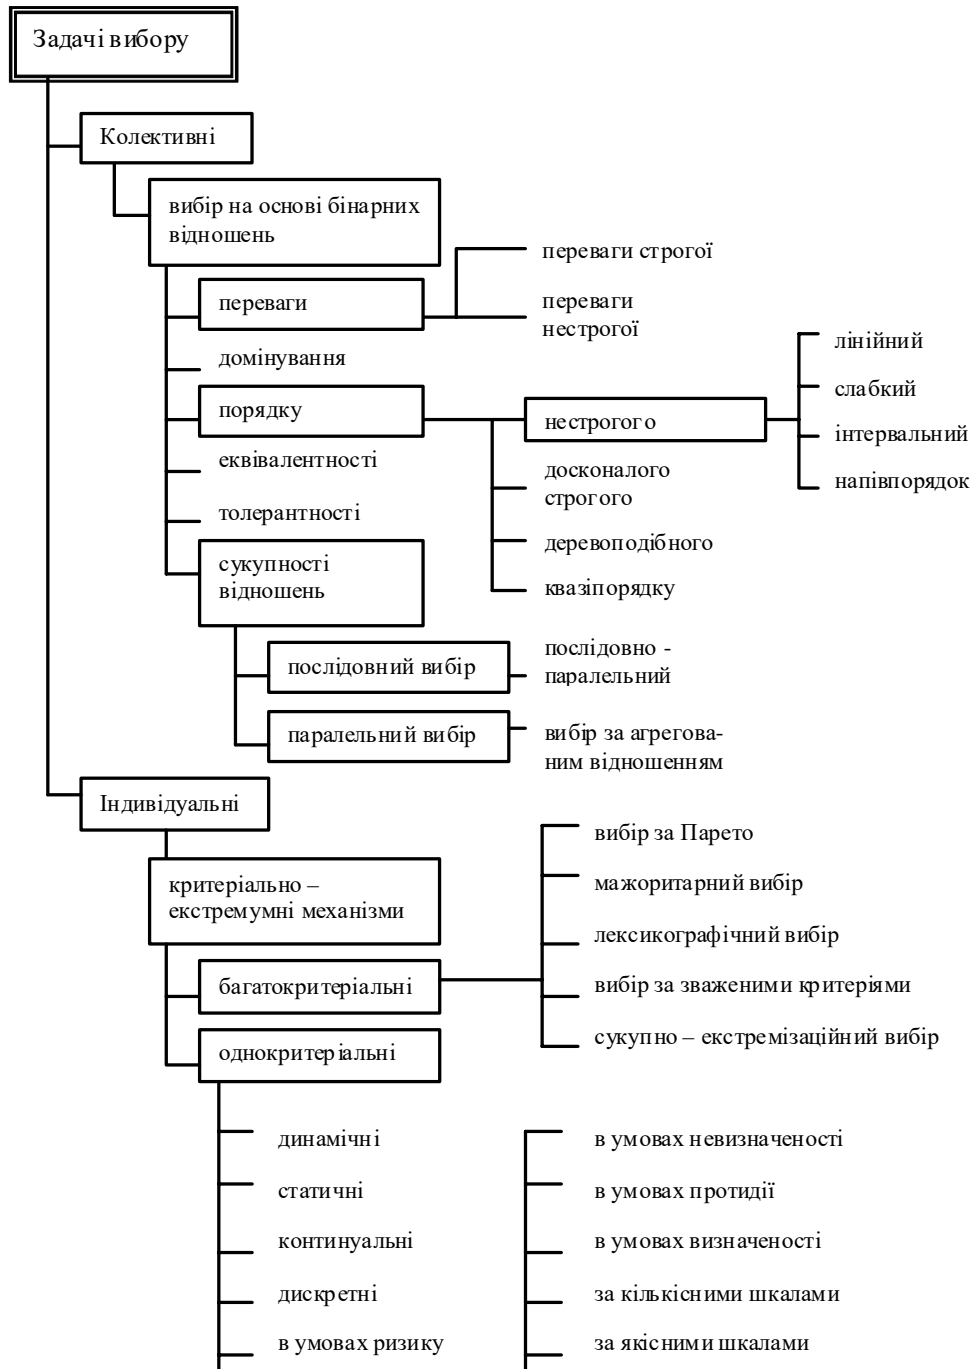 Задачі вибору
Колективні
вибір на основі бінарних
відношень
переваги
переваги строгої
переваги
нестрогої
домінування
порядку
нестрогого
лінійний
слабкий
інтервальний
напівпорядок
досконалого
строгого
деревоподібного
квазіпорядку
еквівалентності
толерантності
сукупності
відношень
послідовний вибір
послідовно -
паралельний
паралельний вибір
вибір за агрегова-
ним відношенням
Індивідуальні
критеріально –
екстремумні механізми
багатокритеріальні
вибір за Парето
мажоритарний вибір
лексикографічний вибір
вибір за зваженими критеріями
сукупно – екстремізаційний вибір
однокритеріальні
динамічні
статичні
континуальні
дискретні
в умовах ризику
в умовах невизначеності
в умовах протидії
в умовах визначеності
за кількісними шкалами
за якісними шкалами